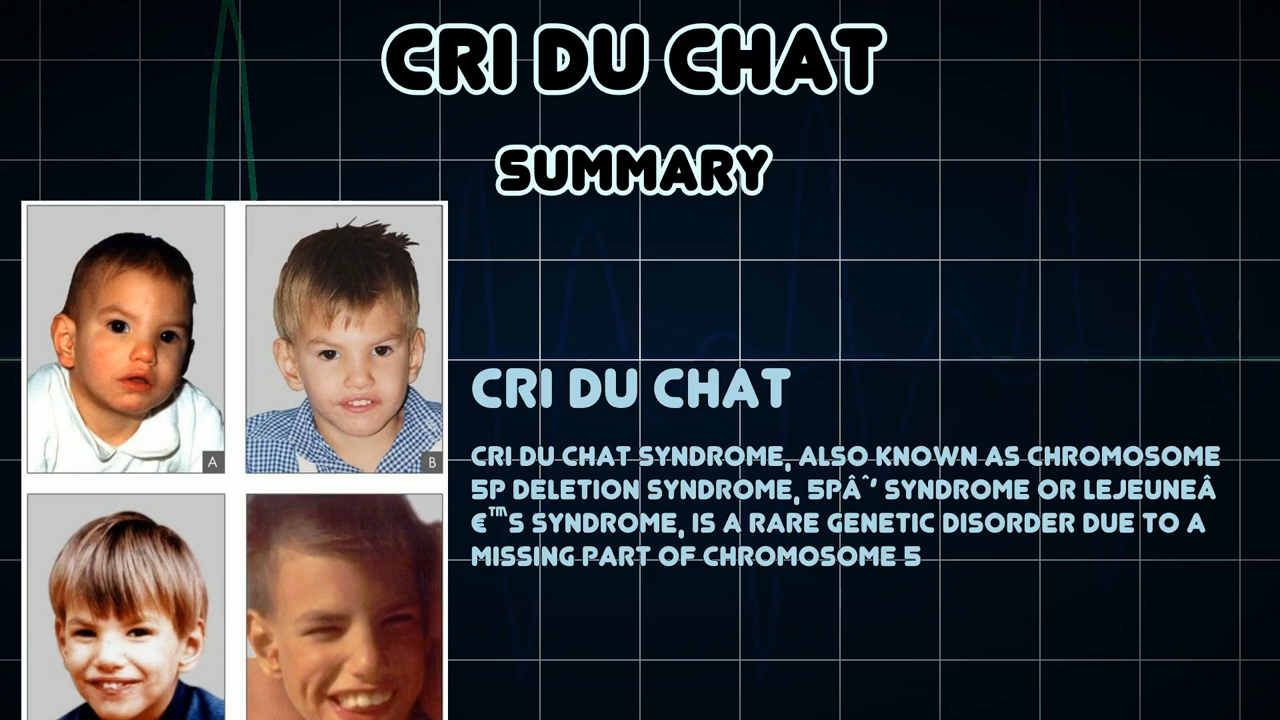 CRI DU CHAT
SUMMARY
A
B
CRI DU CHAT
CRI DU CHAT SYNDROME, ALSO KNOWN AS CHROMOSOME
5P DELETION SYNDROME, 5PÂˆ’ SYNDROME OR LEJEUNEÂ
€™S SYNDROME, IS A RARE GENETIC DISORDER DUE TO A
MISSING PART OF CHROMOSOME 5